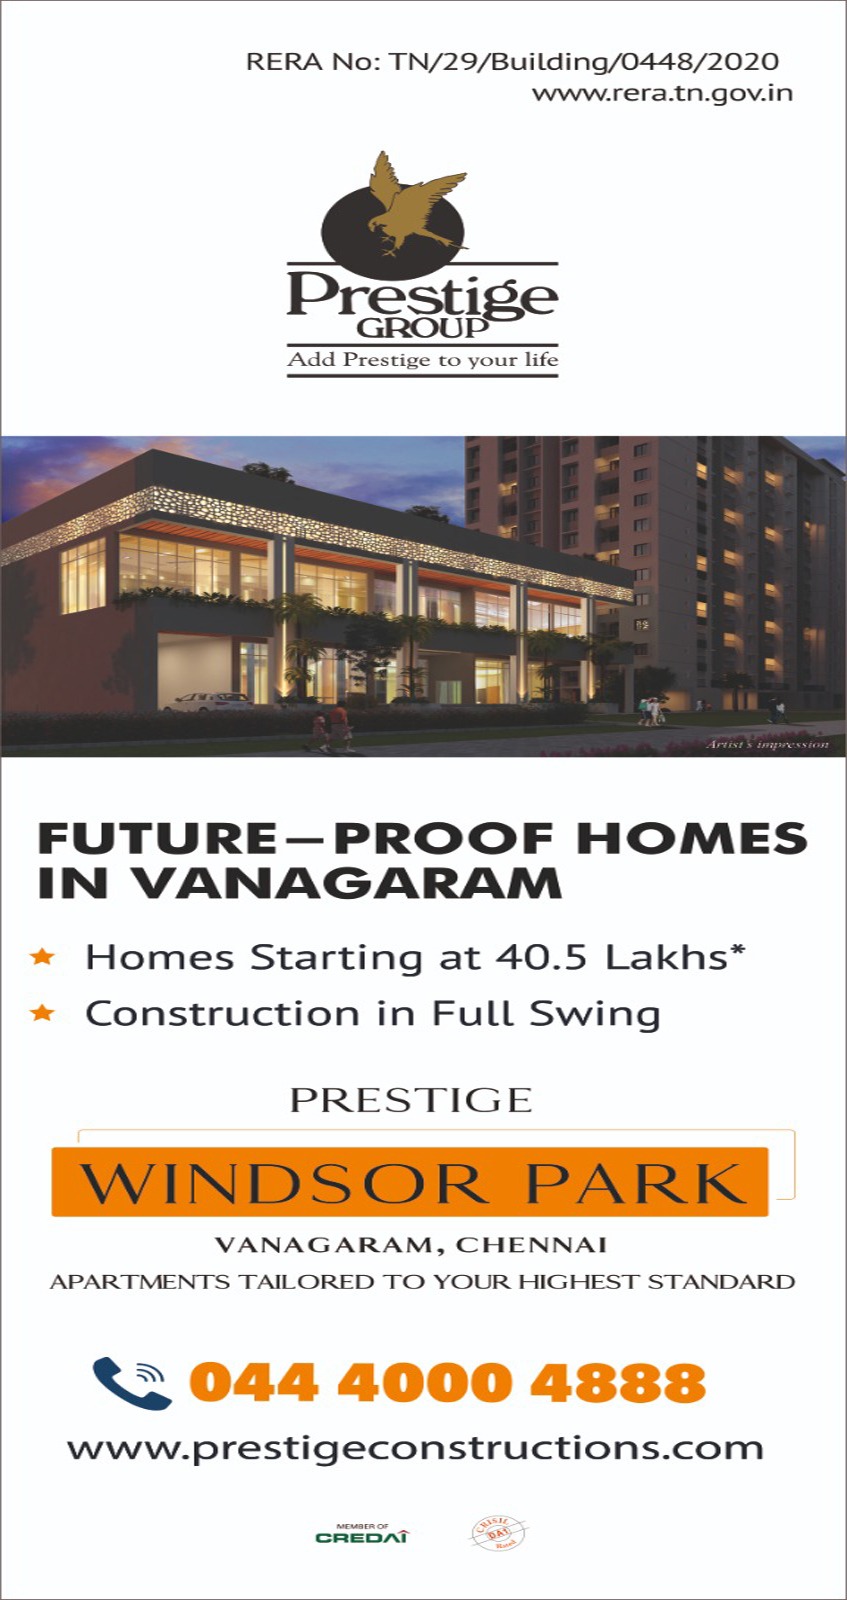 RERA No: TN/29/Building/0448/2020
www.rera.tn.gov.in
Prestige
GROUP
Add Prestige to your life
Artist's impression
FUTURE–PROOF HOMES
IN VANAGARAM
Homes Starting at 40.5 Lakhs*
Construction in Full Swing
PRESTIGE
WINDSOR PARK
VANAGARAM, CHENNAI
APARTMENTS TAILORED TO YOUR HIGHEST STANDARD
044 4000 4888
www.prestigeconstructions.com
MEMBER OF
CREDAI
CRISIL
DA1
Rated